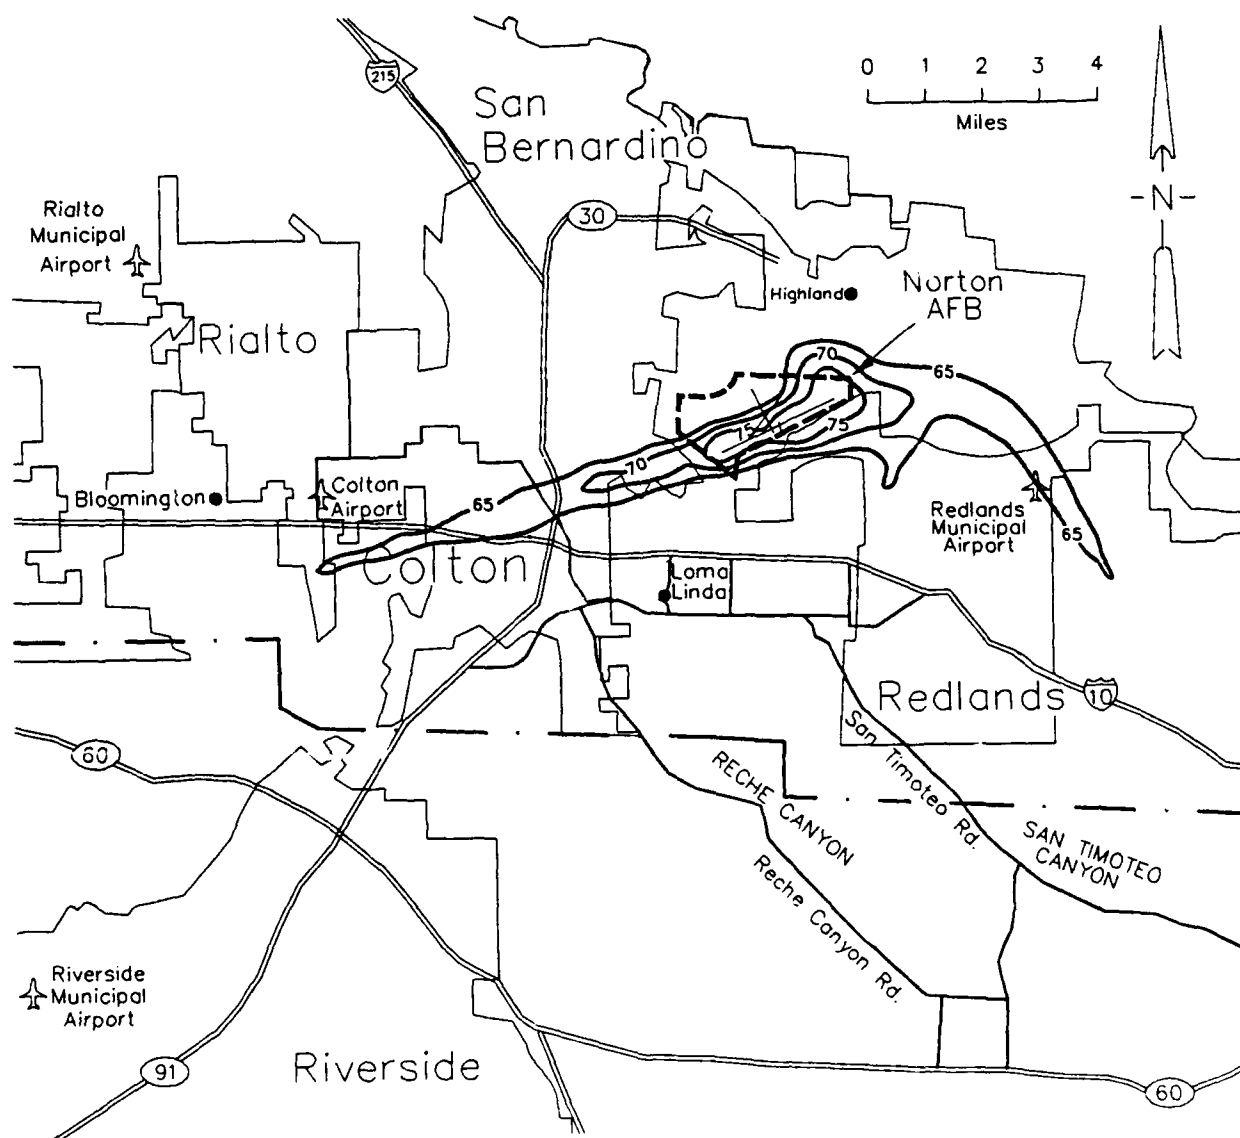 215
San
Bernardino
0 1 2 3 4
Miles
N
30
Rialto
Municipal
Airport
Highland
Norton
AFB
Rialto
70
65
75
75
70
65
Bloomington
Colton
Airport
Redlands
Municipal
Airport
65
Colton
Loma
Linda
Redlands
10
San Timoteo Rd.
60
RECHE CANYON
Reche Canyon Rd.
SAN TIMOTEO
CANYON
Riverside
Municipal
Airport
Riverside
91
60